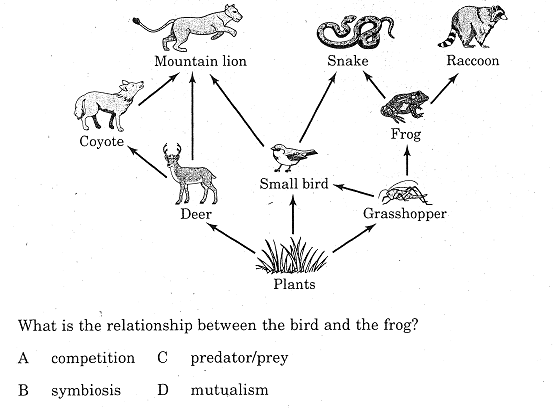 Mountain lion
Snake
Raccoon
Coyote
Frog
Small bird
Deer
Grasshopper
Plants
What is the relationship between the bird and the frog?
A competition C predator/prey
B symbiosis D mutualism